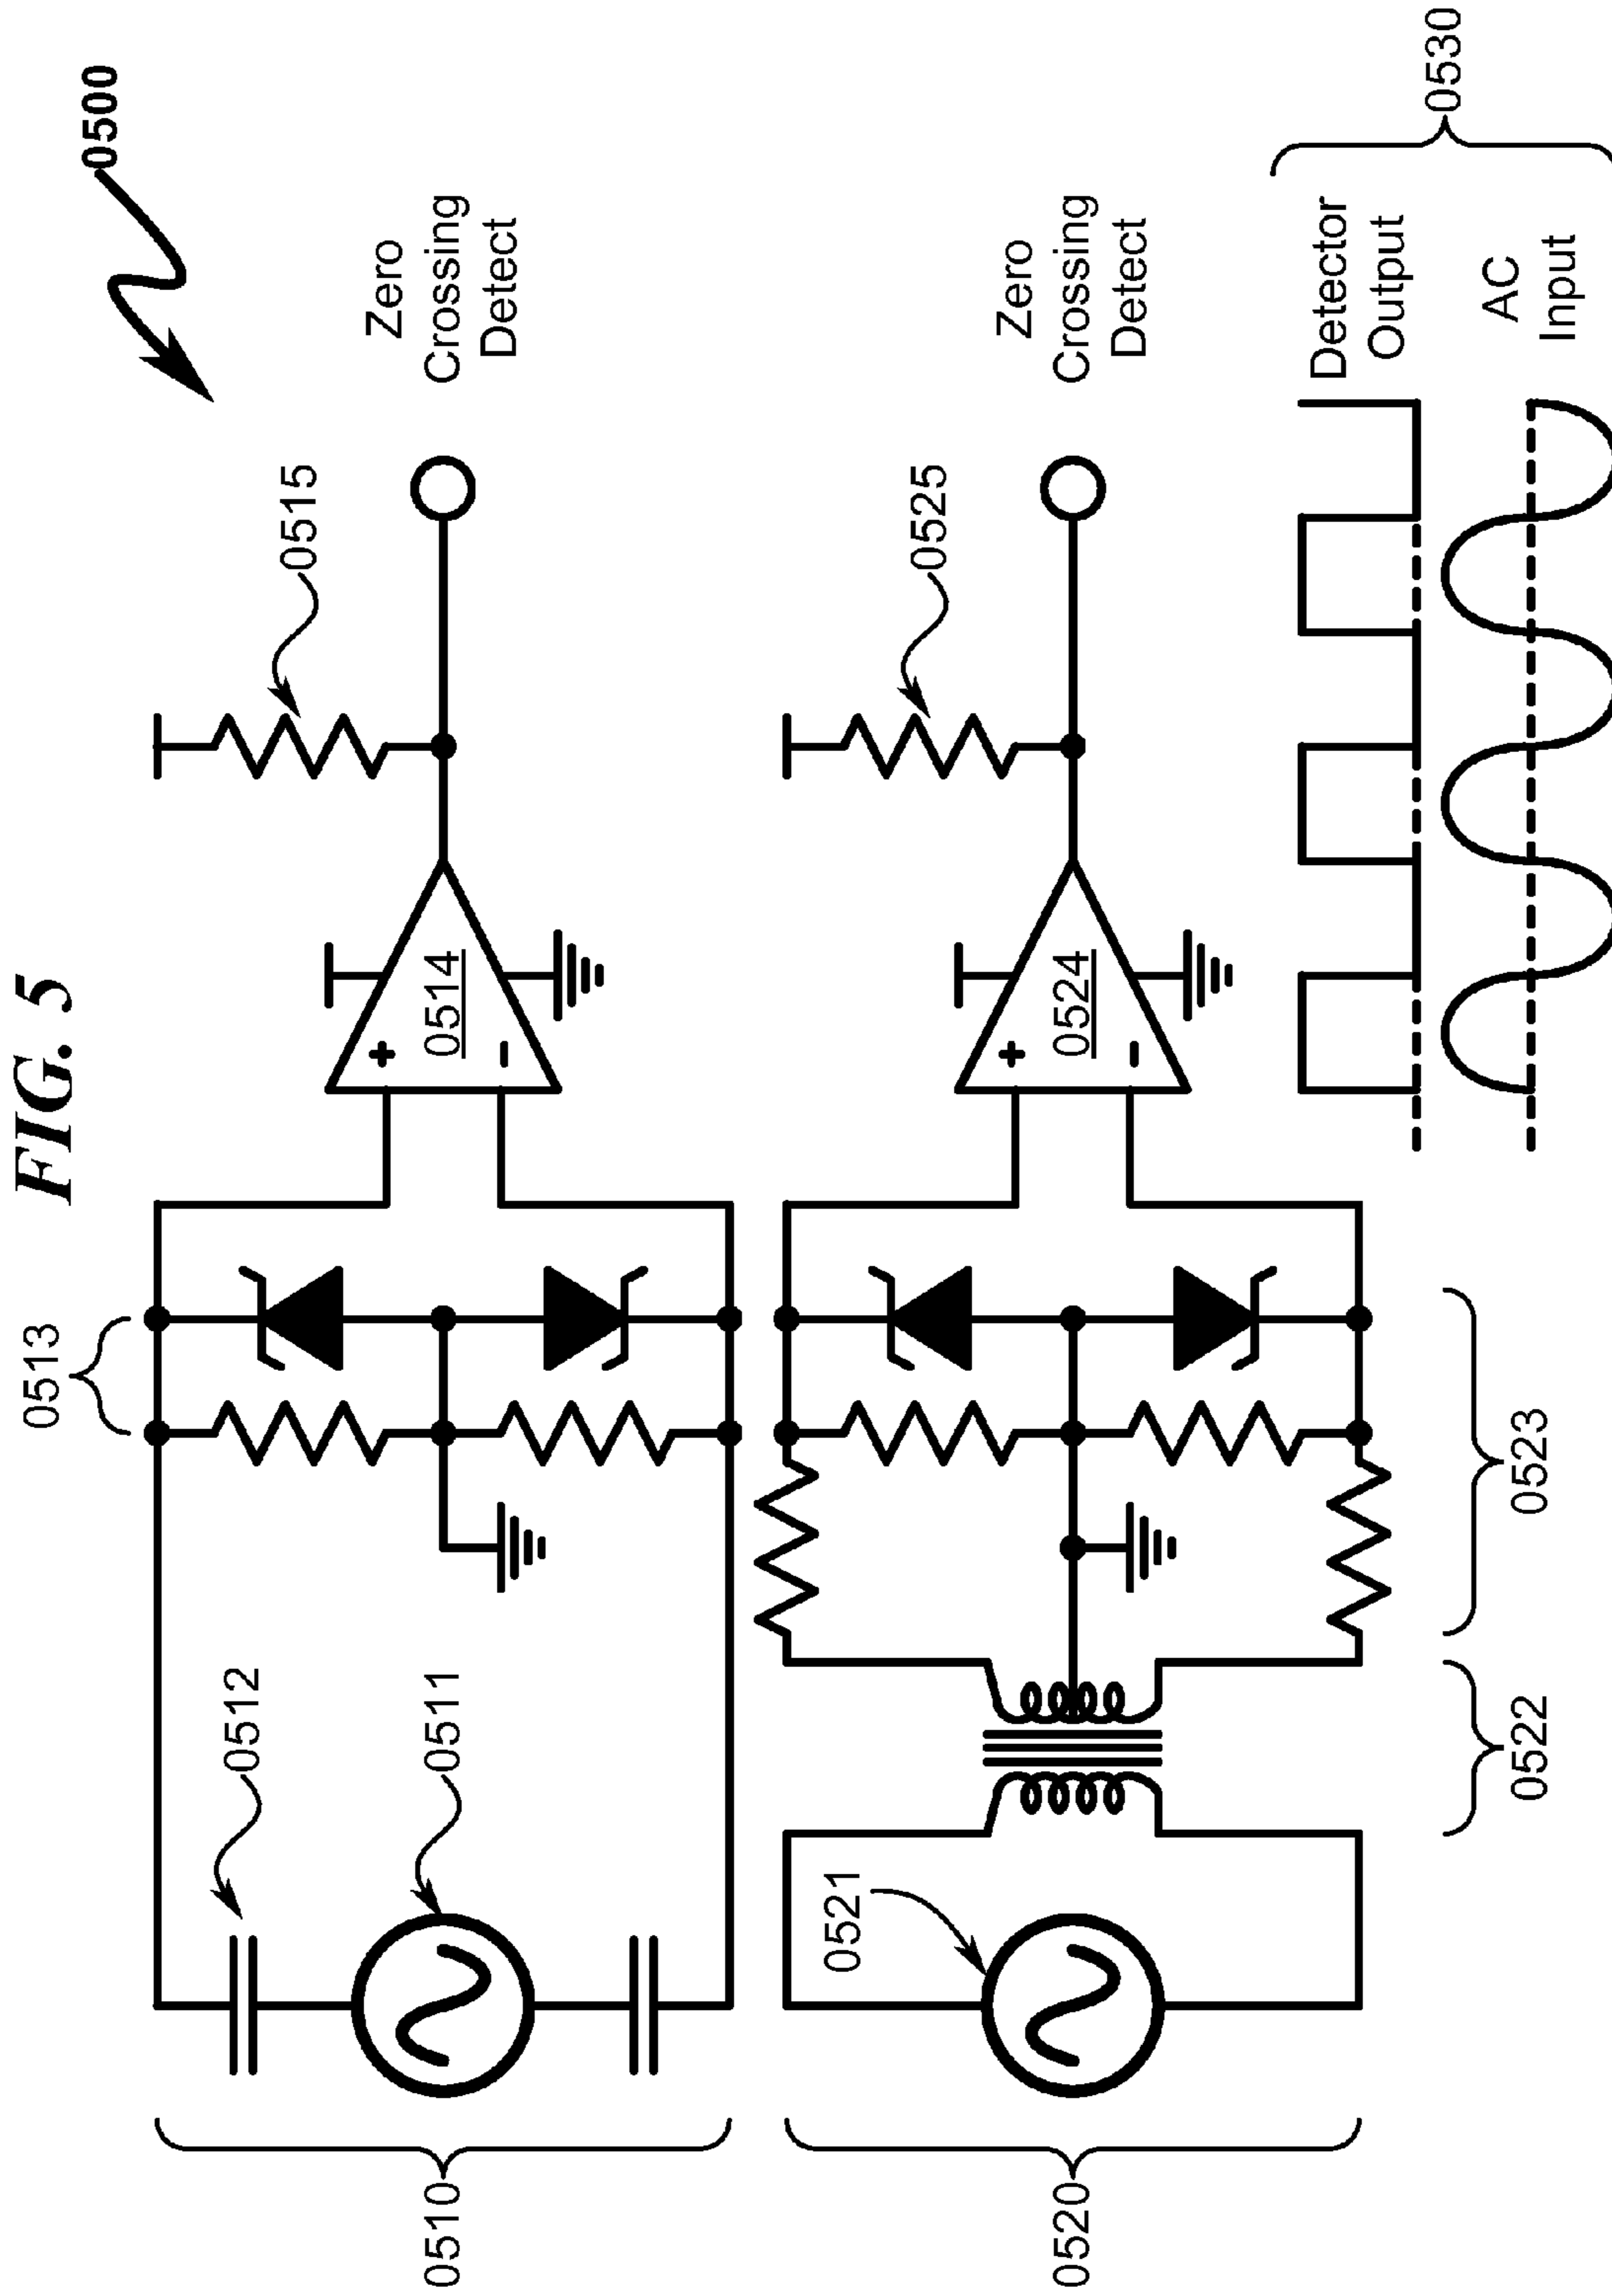 FIG. 5
0500
0513
0512
0511
0510
+
0514
-
0515
Zero
Crossing
Detect
0521
0520
0522
0523
+
0524
-
0525
Zero
Crossing
Detect
Detector
Output
AC
Input
0530